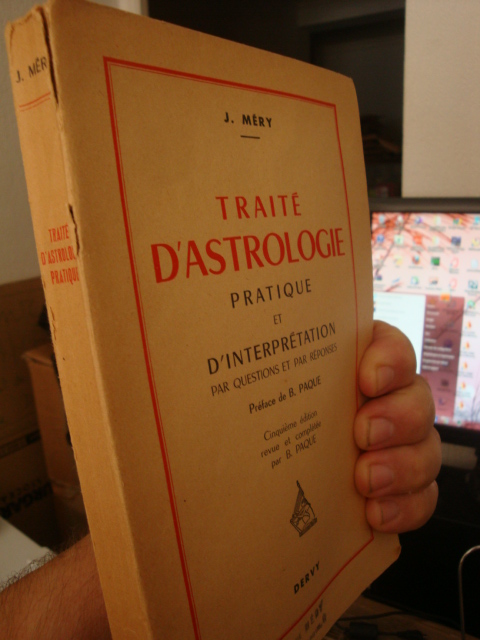 J. MÉRY
TRAITÉ
D'ASTROLOGIE
PRATIQUE
ET
D'INTERPRÉTATION
PAR QUESTIONS ET PAR RÉPONSES
Préface de B. PAQUE
Cinquième édition
revue et complétée
par B. PAQUE
DERVY
J. MÉR
TRAITÉ
D'ASTROLOG
PRATIQUE